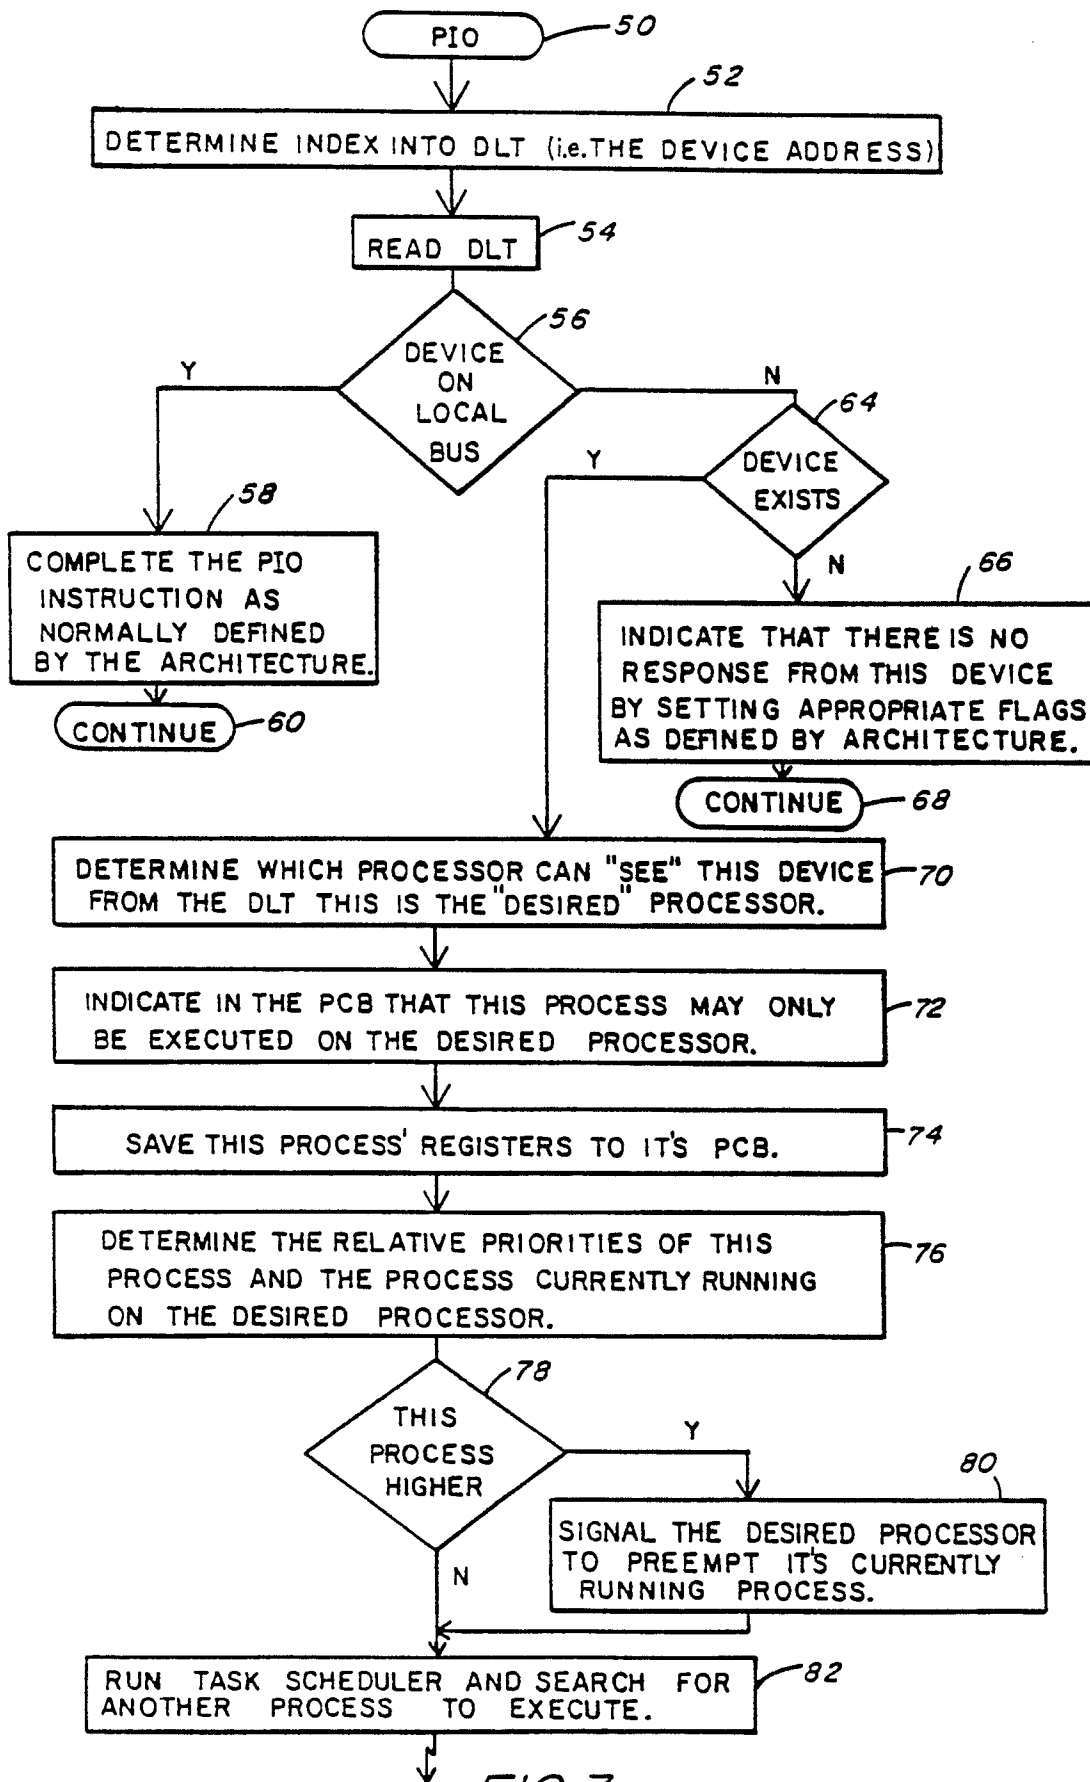 PIO
50
52
DETERMINE INDEX INTO DLT (i.e. THE DEVICE ADDRESS)
READ DLT
54
56
DEVICE
ON
LOCAL
BUS
Y
N
64
DEVICE
EXISTS
Y
N
58
COMPLETE THE PIO
INSTRUCTION AS
NORMALLY DEFINED
BY THE ARCHITECTURE.
CONTINUE
60
66
INDICATE THAT THERE IS NO
RESPONSE FROM THIS DEVICE
BY SETTING APPROPRIATE FLAGS
AS DEFINED BY ARCHITECTURE.
CONTINUE
68
DETERMINE WHICH PROCESSOR CAN "SEE" THIS DEVICE
FROM THE DLT THIS IS THE "DESIRED" PROCESSOR.
70
INDICATE IN THE PCB THAT THIS PROCESS MAY ONLY
BE EXECUTED ON THE DESIRED PROCESSOR.
72
SAVE THIS PROCESS' REGISTERS TO IT'S PCB.
74
DETERMINE THE RELATIVE PRIORITIES OF THIS
PROCESS AND THE PROCESS CURRENTLY RUNNING
ON THE DESIRED PROCESSOR.
76
78
THIS
PROCESS
HIGHER
Y
N
80
SIGNAL THE DESIRED PROCESSOR
TO PREEMPT IT'S CURRENTLY
RUNNING PROCESS.
RUN TASK SCHEDULER AND SEARCH FOR
ANOTHER PROCESS TO EXECUTE.
82